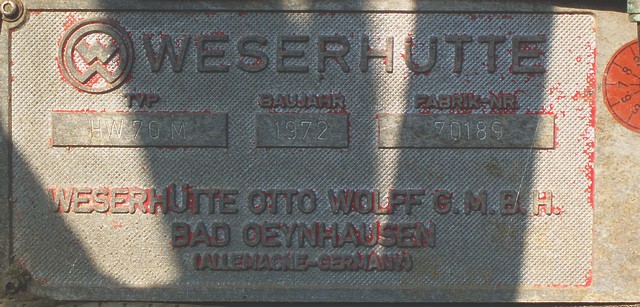 WESERHÜTTE
TYP BAUJAHR FABRIK-NR.
HW 70 M 1972 70189
WESERHÜTTE OTTO WOLFF G.M.B.H.
BAD OEYNHAUSEN
(ALLEMAGNE-GERMANY)